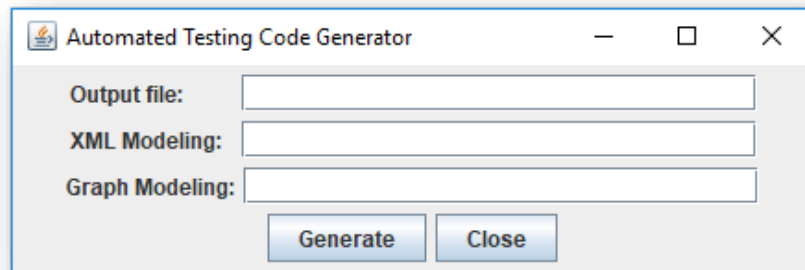 Automated Testing Code Generator
Output file:
XML Modeling:
Graph Modeling:
Generate Close